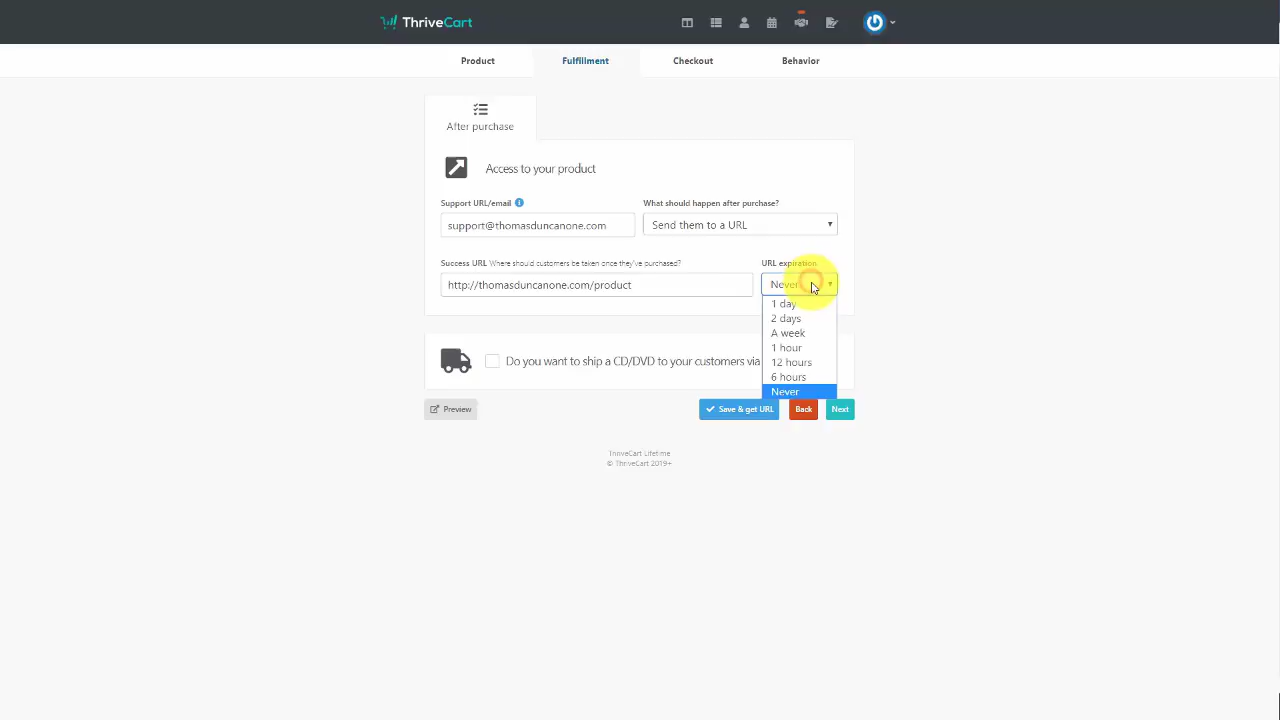 ThriveCart
Product
Fulfillment
Checkout
Behavior
After purchase
Access to your product
Support URL/email
What should happen after purchase?
support@thomasduncanone.com
Send them to a URL
Success URL Where should customers be taken once they've purchased?
URL expiration
http://thomasduncanone.com/product
Never
1 day
2 days
A week
1 hour
12 hours
6 hours
Never
Do you want to ship a CD/DVD to your customers via
Preview
Save & get URL
Back
Next
ThriveCart Lifetime
© ThriveCart 2019+